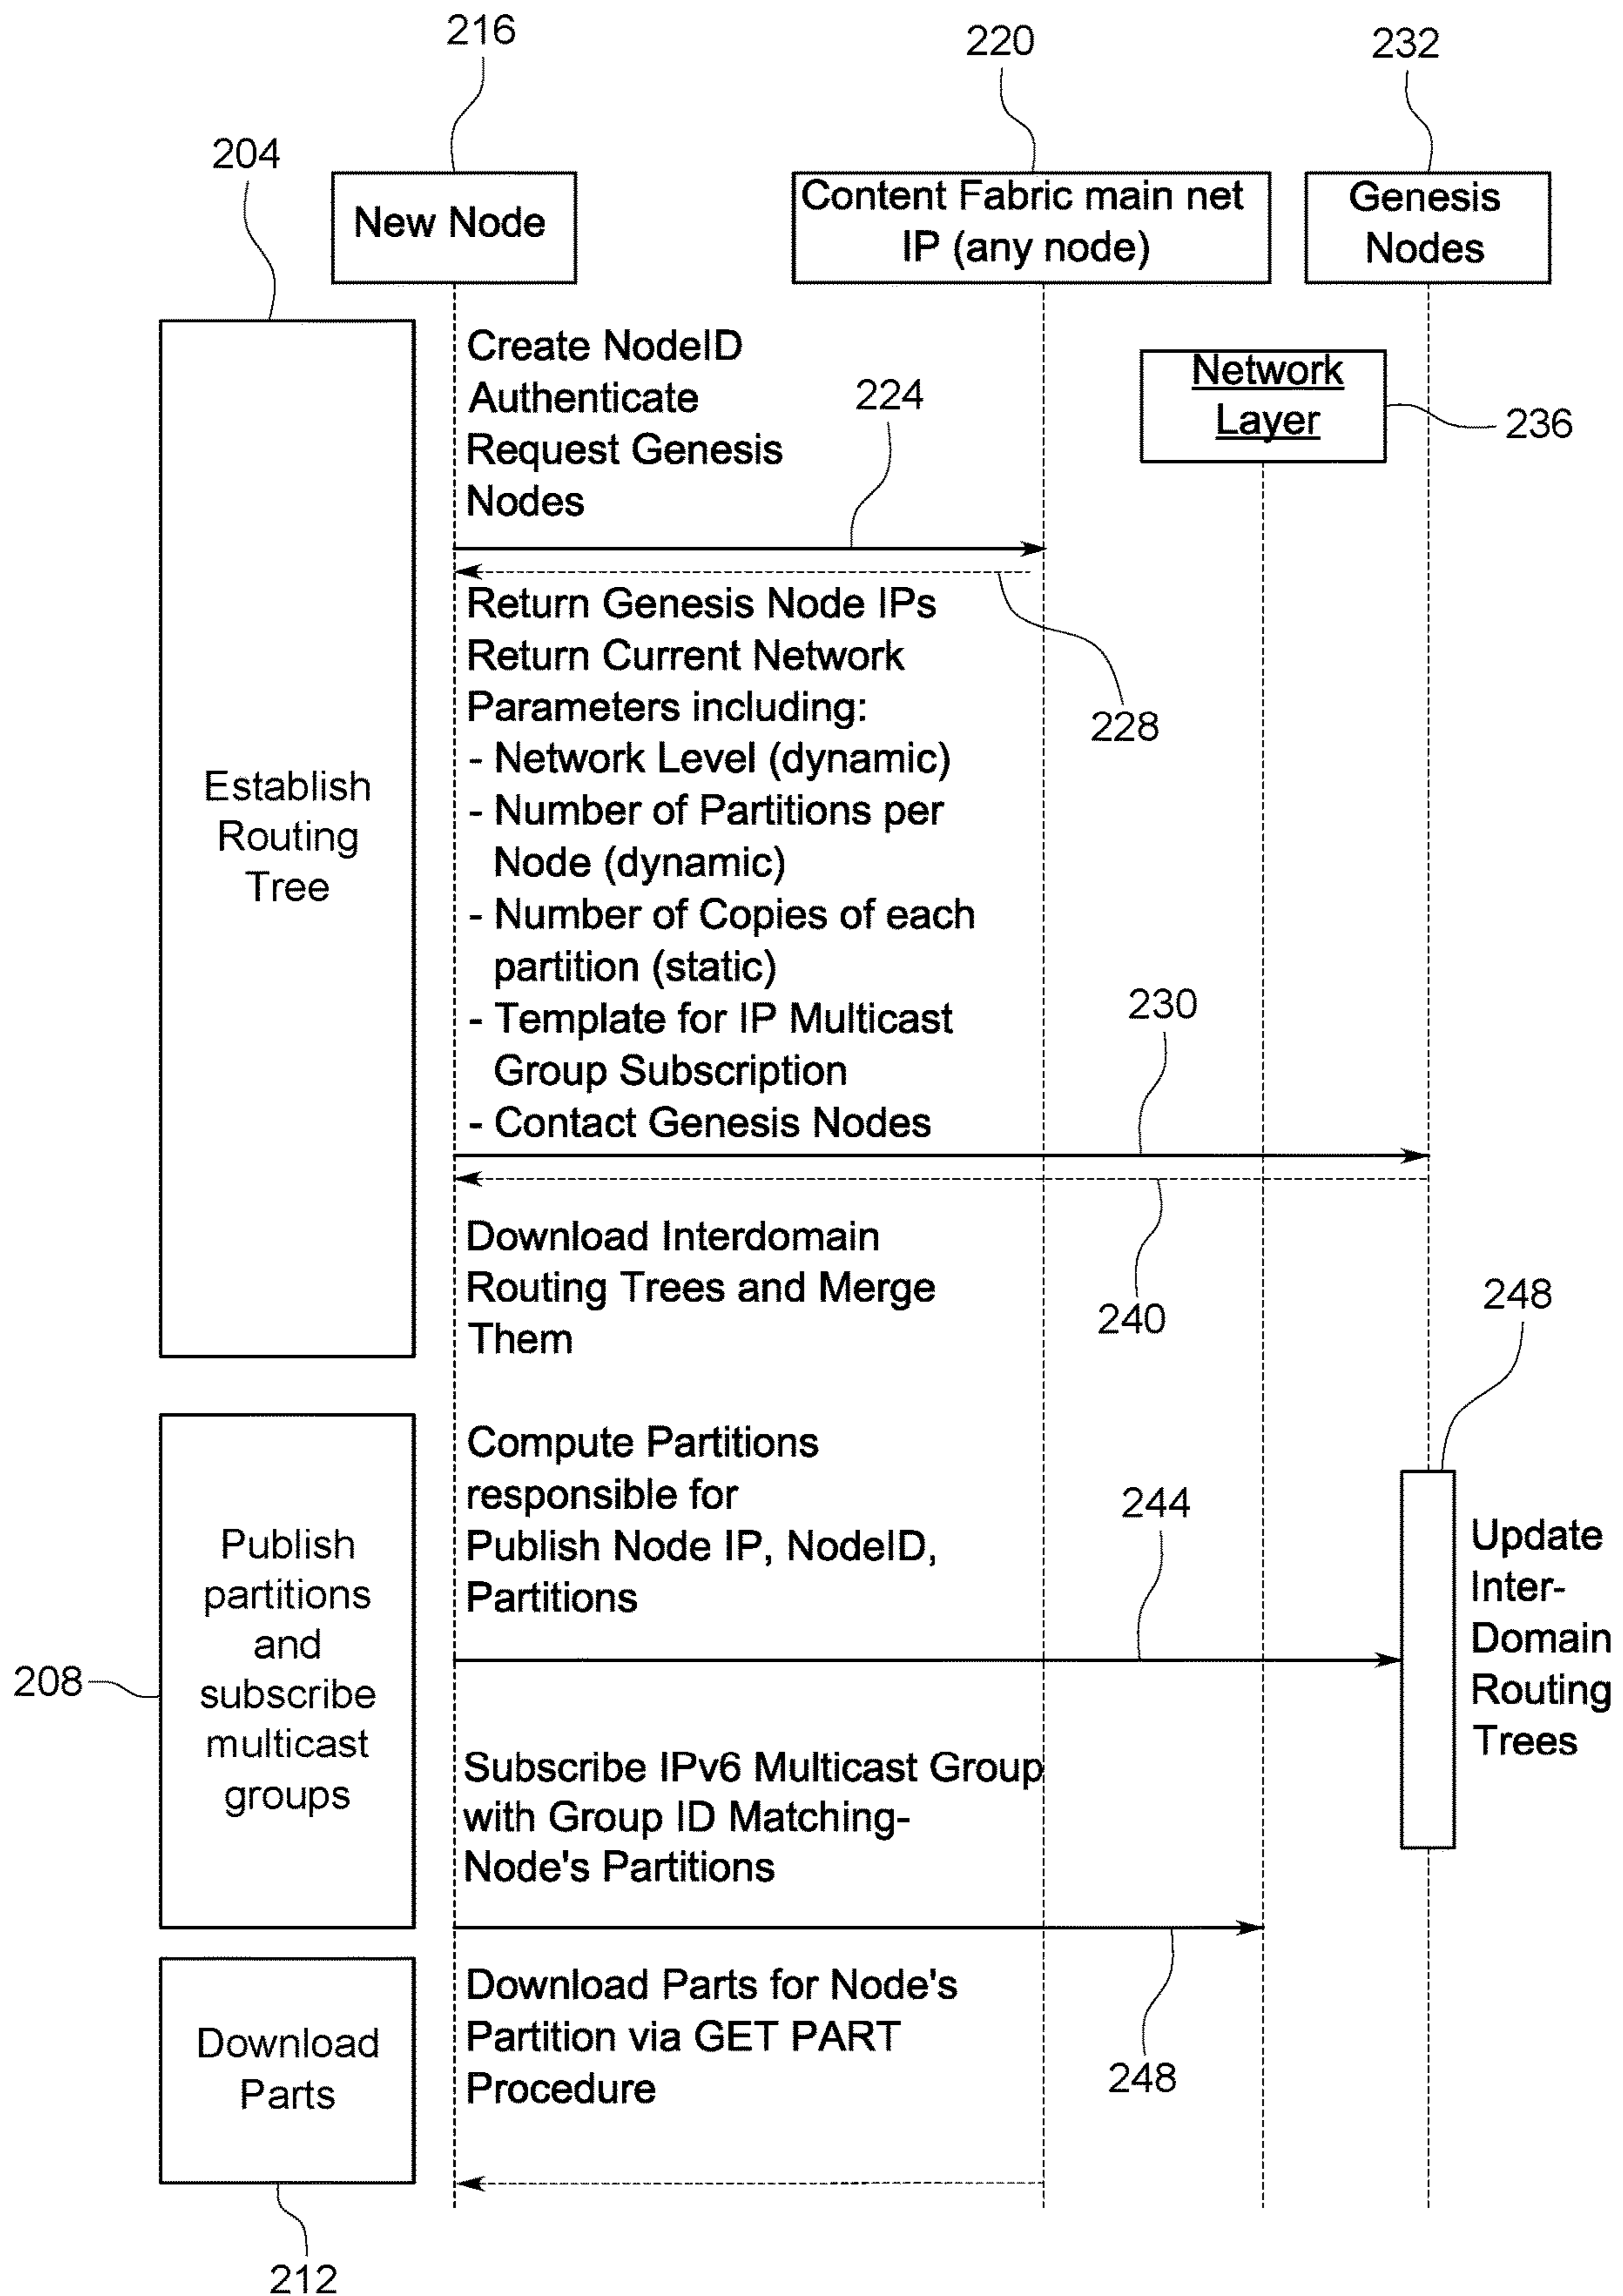 216
220
232
204
New Node
Content Fabric main net
IP (any node)
Genesis
Nodes
Create NodeID
Authenticate
Request Genesis
Nodes
224
Network
Layer
236
Return Genesis Node IPs
Return Current Network
Parameters including:
- Network Level (dynamic)
- Number of Partitions per
Node (dynamic)
- Number of Copies of each
partition (static)
- Template for IP Multicast
Group Subscription
- Contact Genesis Nodes
228
Establish
Routing
Tree
230
Download Interdomain
Routing Trees and Merge
Them
240
248
Compute Partitions
responsible for
Publish Node IP, NodeID,
Partitions
244
Publish
partitions
and
subscribe
multicast
groups
208
Update
Inter-
Domain
Routing
Trees
Subscribe IPv6 Multicast Group
with Group ID Matching-
Node's Partitions
248
Download
Parts
Download Parts for Node's
Partition via GET PART
Procedure
212